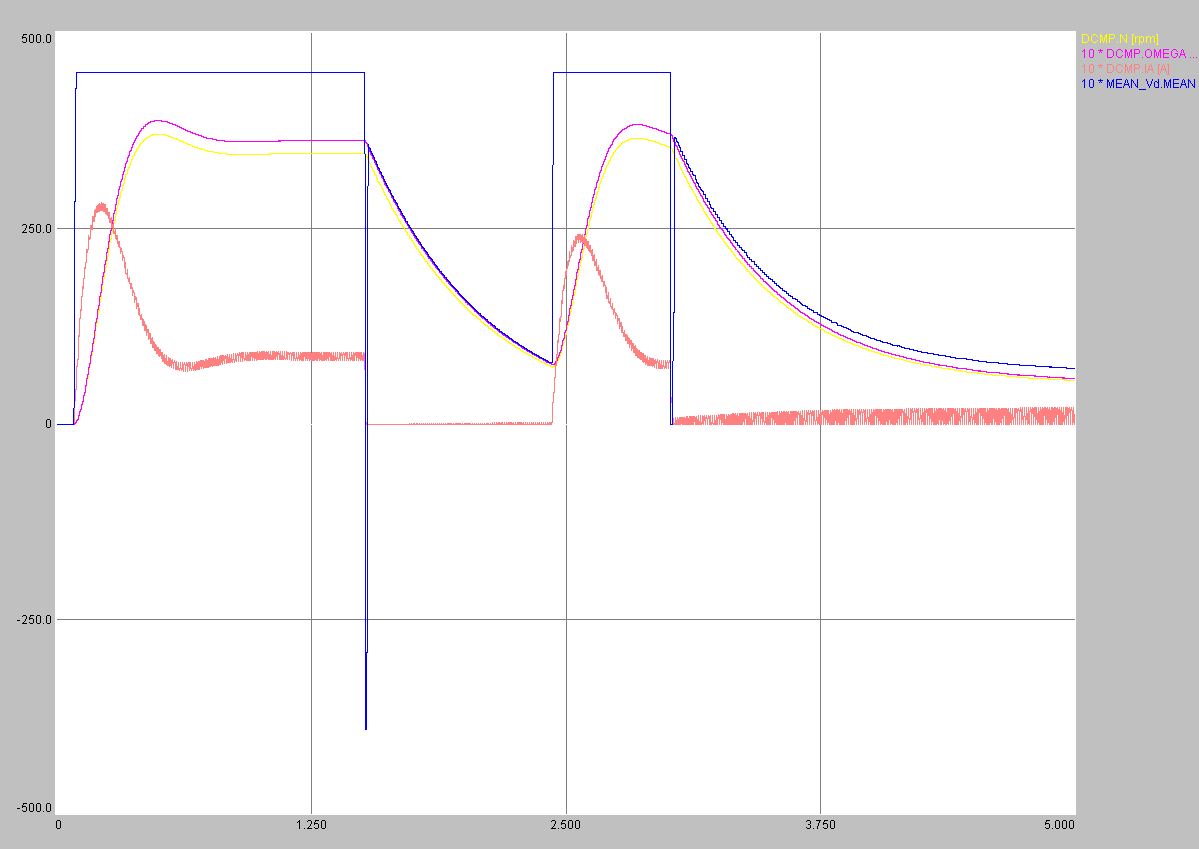 500.0
250.0
0
-250.0
-500.0
0 1.250 2.500 3.750 5.000
DCMP.N [rpm]
10 * DCMP.OMEGA ...
10 * DCMP.IA [A]
10 * MEAN_Vd.MEAN